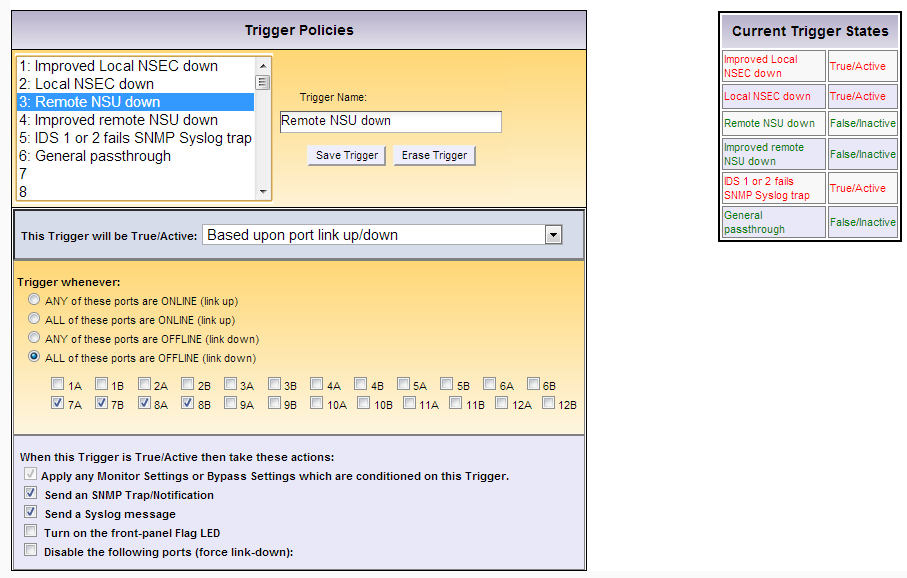 Trigger Policies
1: Improved Local NSEC down
2: Local NSEC down
3: Remote NSU down
4: Improved remote NSU down
5: IDS 1 or 2 fails SNMP Syslog trap
6: General passthrough
7
8
Trigger Name:
Remote NSU down
Save Trigger
Erase Trigger
This Trigger will be True/Active: Based upon port link up/down
Trigger whenever:
ANY of these ports are ONLINE (link up)
ALL of these ports are ONLINE (link up)
ANY of these ports are OFFLINE (link down)
ALL of these ports are OFFLINE (link down)
1A 1B 2A 2B 3A 3B 4A 4B 5A 5B 6A 6B
7A 7B 8A 8B 9A 9B 10A 10B 11A 11B 12A 12B
When this Trigger is True/Active then take these actions:
Apply any Monitor Settings or Bypass Settings which are conditioned on this Trigger.
Send an SNMP Trap/Notification
Send a Syslog message
Turn on the front-panel Flag LED
Disable the following ports (force link-down):
Current Trigger States
Improved Local
NSEC down
True/Active
Local NSEC down
True/Active
Remote NSU down
False/Inactive
Improved remote
NSU down
False/Inactive
IDS 1 or 2 fails
SNMP Syslog trap
True/Active
General
passthrough
False/Inactive